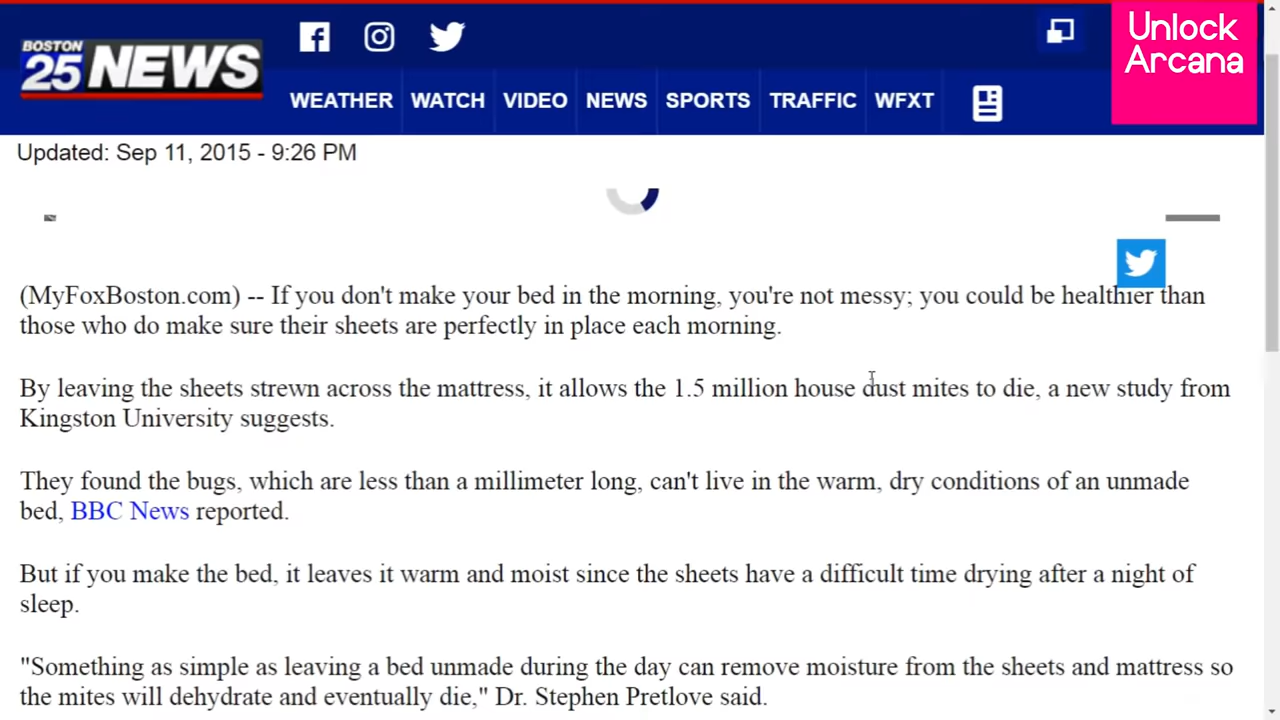 BOSTON
25 NEWS
WEATHER WATCH VIDEO NEWS SPORTS TRAFFIC WFXT
Unlock
Arcana
Updated: Sep 11, 2015 - 9:26 PM
(MyFoxBoston.com) -- If you don't make your bed in the morning, you're not messy; you could be healthier than
those who do make sure their sheets are perfectly in place each morning.
By leaving the sheets strewn across the mattress, it allows the 1.5 million house dust mites to die, a new study from
Kingston University suggests.
They found the bugs, which are less than a millimeter long, can't live in the warm, dry conditions of an unmade
bed, BBC News reported.
But if you make the bed, it leaves it warm and moist since the sheets have a difficult time drying after a night of
sleep.
"Something as simple as leaving a bed unmade during the day can remove moisture from the sheets and mattress so
the mites will dehydrate and eventually die," Dr. Stephen Pretlove said.